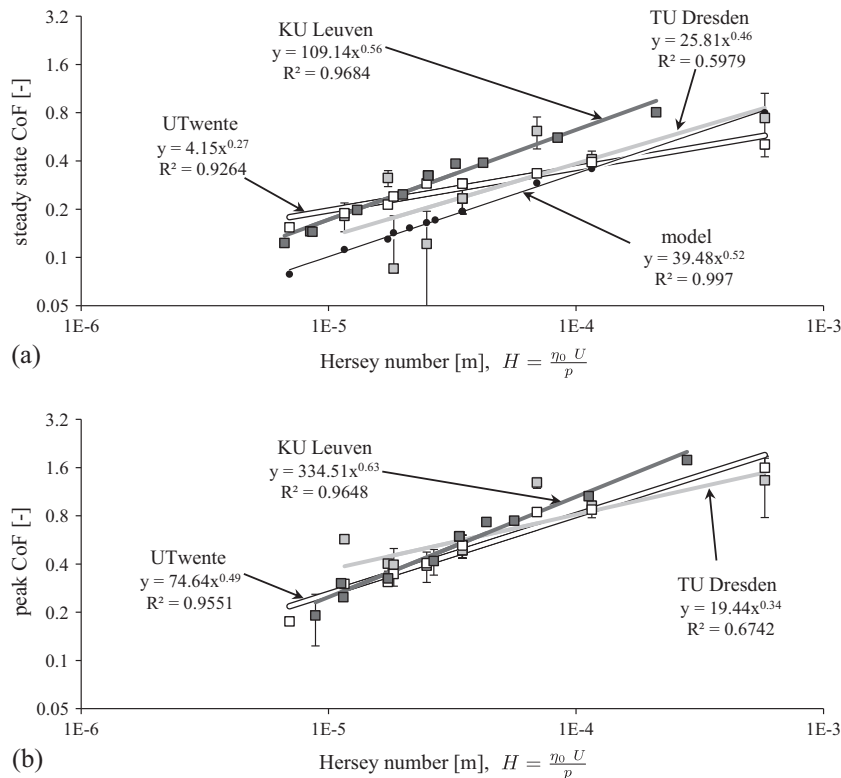 3.2
1.6
0.8
0.4
0.2
0.1
0.05
steady state CoF [-]
KU Leuven
y = 109.14x^0.56
R² = 0.9684
TU Dresden
y = 25.81x^0.46
R² = 0.5979
UTwente
y = 4.15x^0.27
R² = 0.9264
model
y = 39.48x^0.52
R² = 0.997
1E-6 1E-5 1E-4 1E-3
(a) Hersey number [m], H = η₀ U / p
3.2
1.6
0.8
0.4
0.2
0.1
0.05
peak CoF [-]
KU Leuven
y = 334.51x^0.63
R² = 0.9648
UTwente
y = 74.64x^0.49
R² = 0.9551
TU Dresden
y = 19.44x^0.34
R² = 0.6742
1E-6 1E-5 1E-4 1E-3
(b) Hersey number [m], H = η₀ U / p